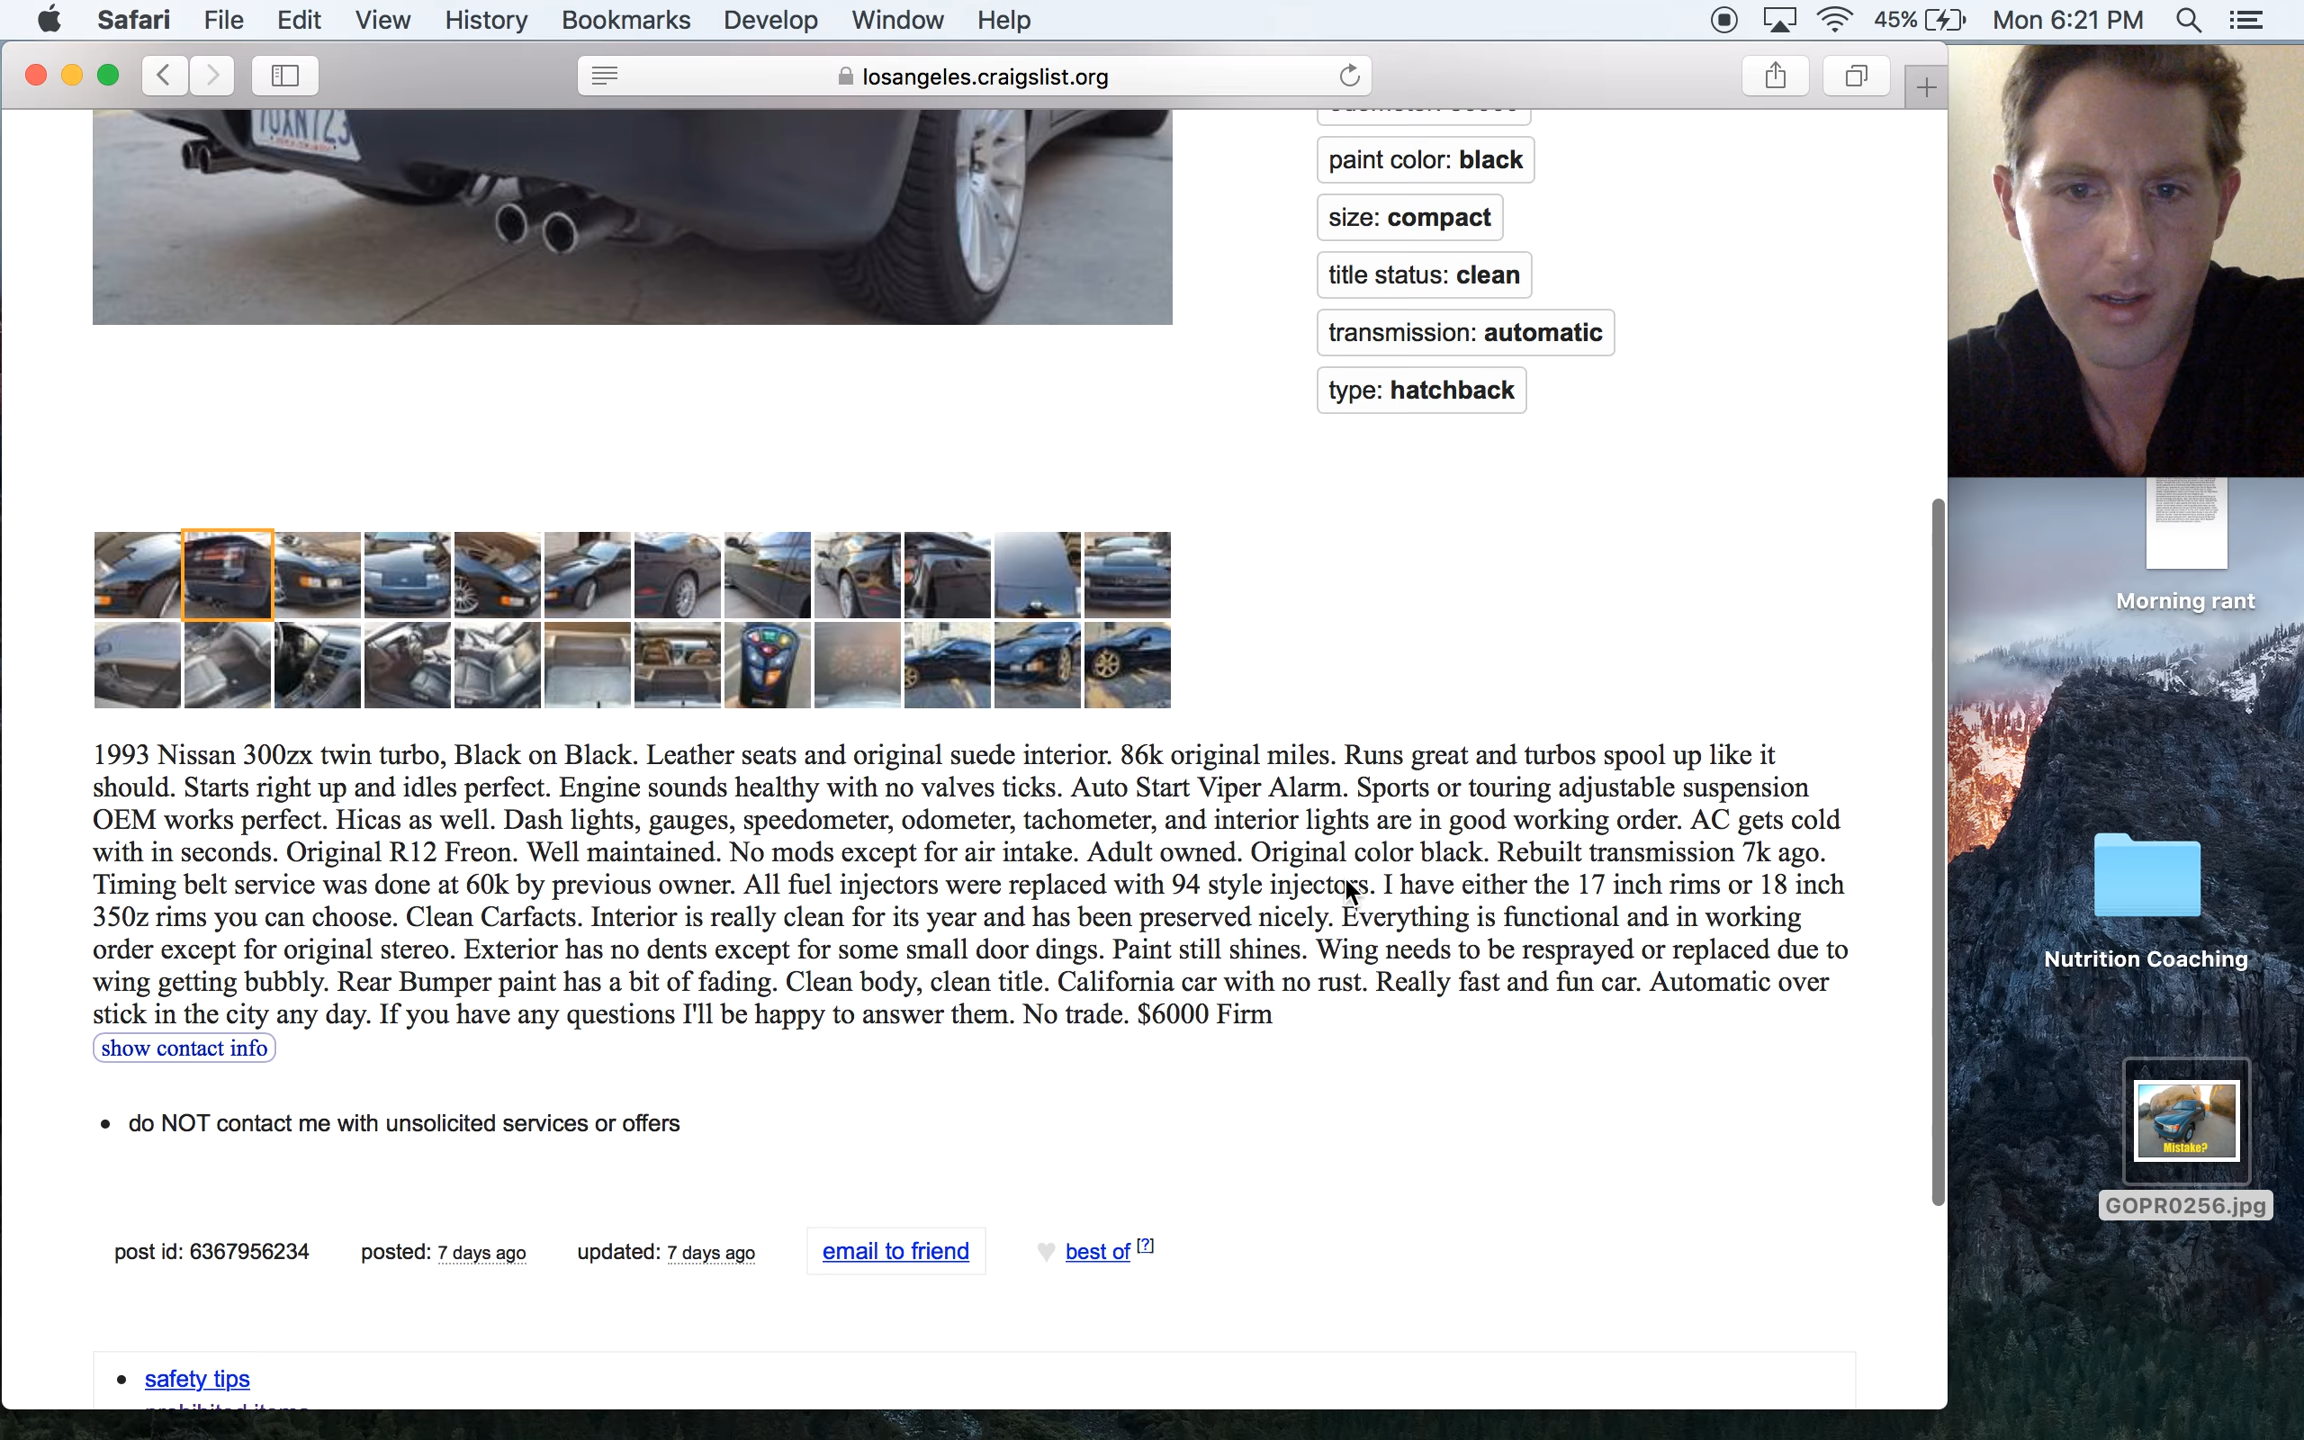 Safari File Edit View History Bookmarks Develop Window Help 45% Mon 6:21 PM
losangeles.craigslist.org
paint color: black
size: compact
title status: clean
transmission: automatic
type: hatchback
1993 Nissan 300zx twin turbo, Black on Black. Leather seats and original suede interior. 86k original miles. Runs great and turbos spool up like it
should. Starts right up and idles perfect. Engine sounds healthy with no valves ticks. Auto Start Viper Alarm. Sports or touring adjustable suspension
OEM works perfect. Hicas as well. Dash lights, gauges, speedometer, odometer, tachometer, and interior lights are in good working order. AC gets cold
with in seconds. Original R12 Freon. Well maintained. No mods except for air intake. Adult owned. Original color black. Rebuilt transmission 7k ago.
Timing belt service was done at 60k by previous owner. All fuel injectors were replaced with 94 style injectors. I have either the 17 inch rims or 18 inch
350z rims you can choose. Clean Carfacts. Interior is really clean for its year and has been preserved nicely. Everything is functional and in working
order except for original stereo. Exterior has no dents except for some small door dings. Paint still shines. Wing needs to be resprayed or replaced due to
wing getting bubbly. Rear Bumper paint has a bit of fading. Clean body, clean title. California car with no rust. Really fast and fun car. Automatic over
stick in the city any day. If you have any questions I'll be happy to answer them. No trade. $6000 Firm
show contact info
do NOT contact me with unsolicited services or offers
post id: 6367956234 posted: 7 days ago updated: 7 days ago email to friend best of [?]
safety tips
prohibited items
Morning rant
Nutrition Coaching
Mistake?
GOPR0256.jpg